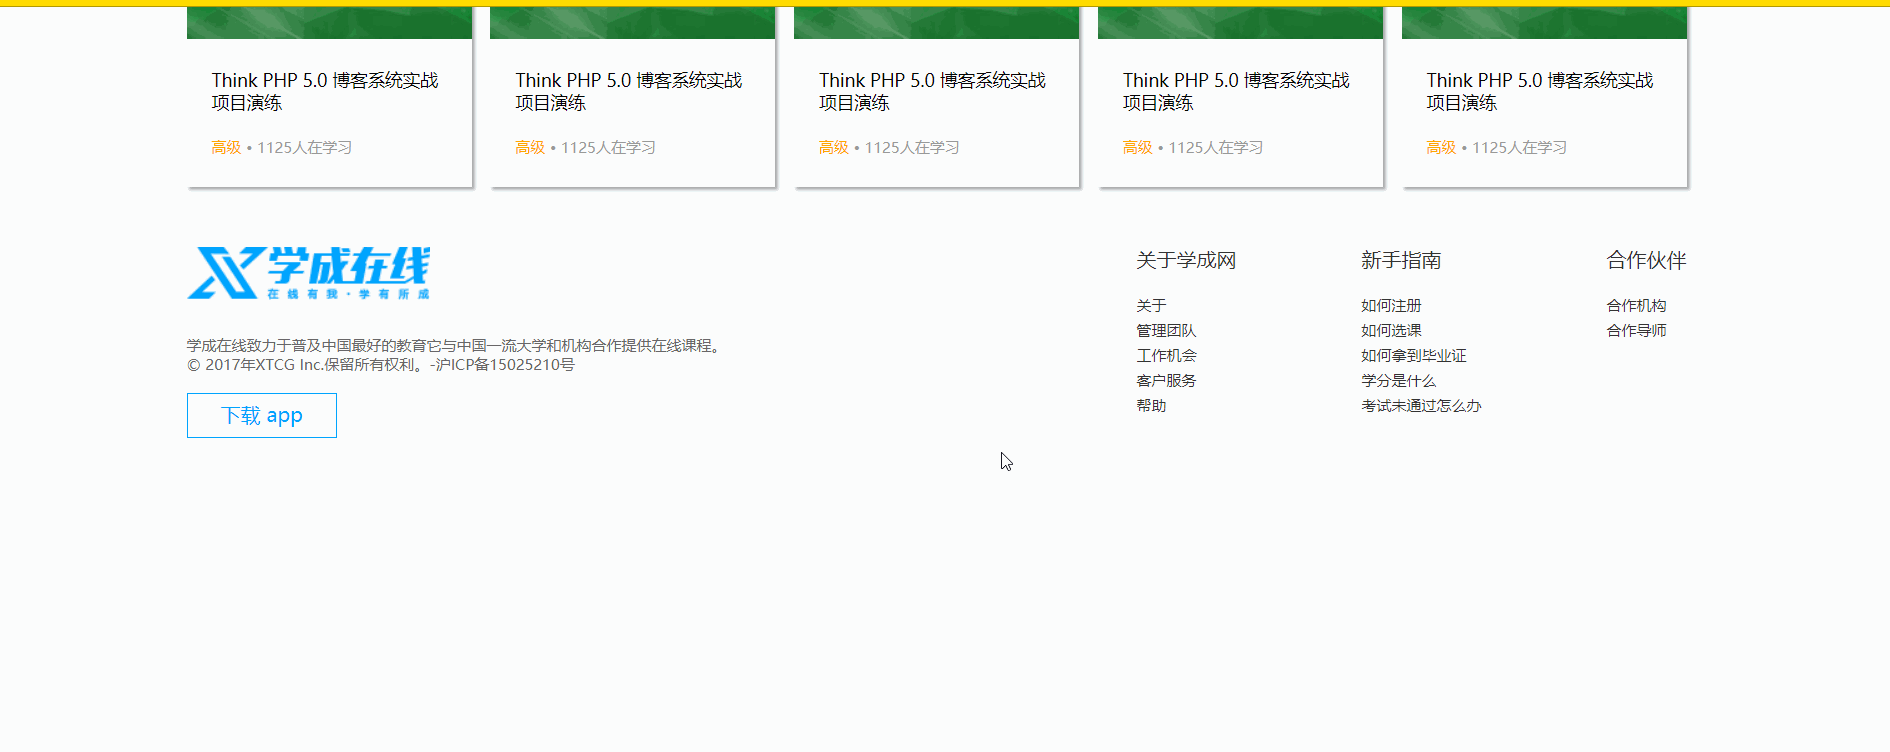 Think PHP 5.0 博客系统实战
项目演练
高级 • 1125人在学习
Think PHP 5.0 博客系统实战
项目演练
高级 • 1125人在学习
Think PHP 5.0 博客系统实战
项目演练
高级 • 1125人在学习
Think PHP 5.0 博客系统实战
项目演练
高级 • 1125人在学习
Think PHP 5.0 博客系统实战
项目演练
高级 • 1125人在学习
学成在线
在线有我·学有所成
学成在线致力于普及中国最好的教育它与中国一流大学和机构合作提供在线课程。
© 2017年XTCG Inc.保留所有权利。-沪ICP备15025210号
下载 app
关于学成网
关于
管理团队
工作机会
客户服务
帮助
新手指南
如何注册
如何选课
如何拿到毕业证
学分是什么
考试未通过怎么办
合作伙伴
合作机构
合作导师